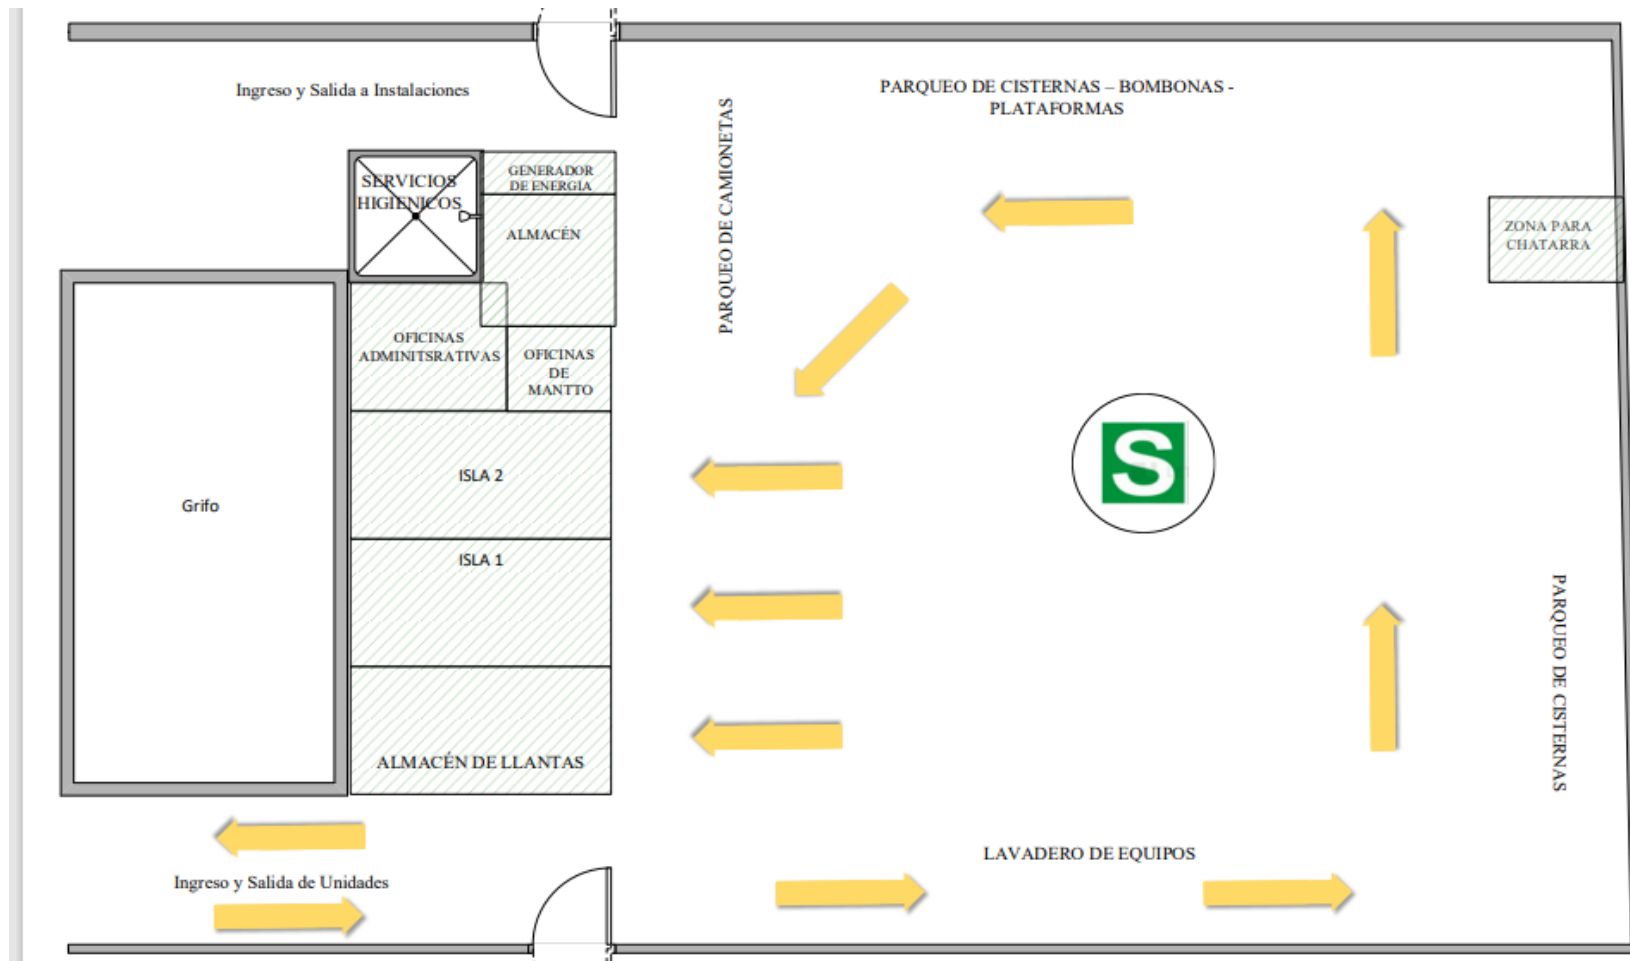 Ingreso y Salida a Instalaciones
PARQUEO DE CISTERNAS – BOMBONAS -
PLATAFORMAS
PARQUEO DE CAMIONETAS
SERVICIOS
HIGIENICOS
GENERADOR
DE ENERGIA
ALMACÉN
ZONA PARA
CHATARRA
OFICINAS
ADMINITSRATIVAS
OFICINAS
DE
MANTTO
Grifo
ISLA 2
S
ISLA 1
PARQUEO DE CISTERNAS
ALMACÉN DE LLANTAS
LAVADERO DE EQUIPOS
Ingreso y Salida de Unidades